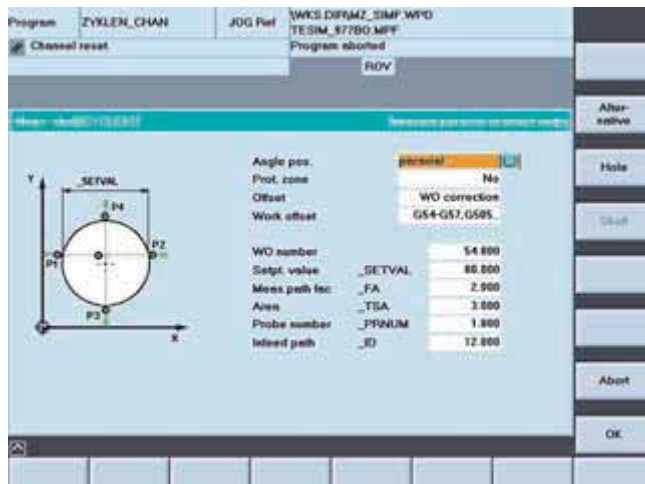 Program ZYKLEN_CHAN JOG Ref \WKS.DIR\MZ_SIMF.WPD
TESIM_977BO.MPF
Channel reset Program aborted
ROV
Alter-
native
Hole
Abort
OK
Angle pos. paraxial
Prot. zone No
Offset WO correction
Work offset G54-G57,G505..
WO number 54.000
Setpt. value _SETVAL 80.000
Meas path fac _FA 2.000
Area _TSA 3.000
Probe number _PRNUM 1.000
Infeed path _ID 12.000
Y
_SETVAL
P4
P2
P1
P3
X